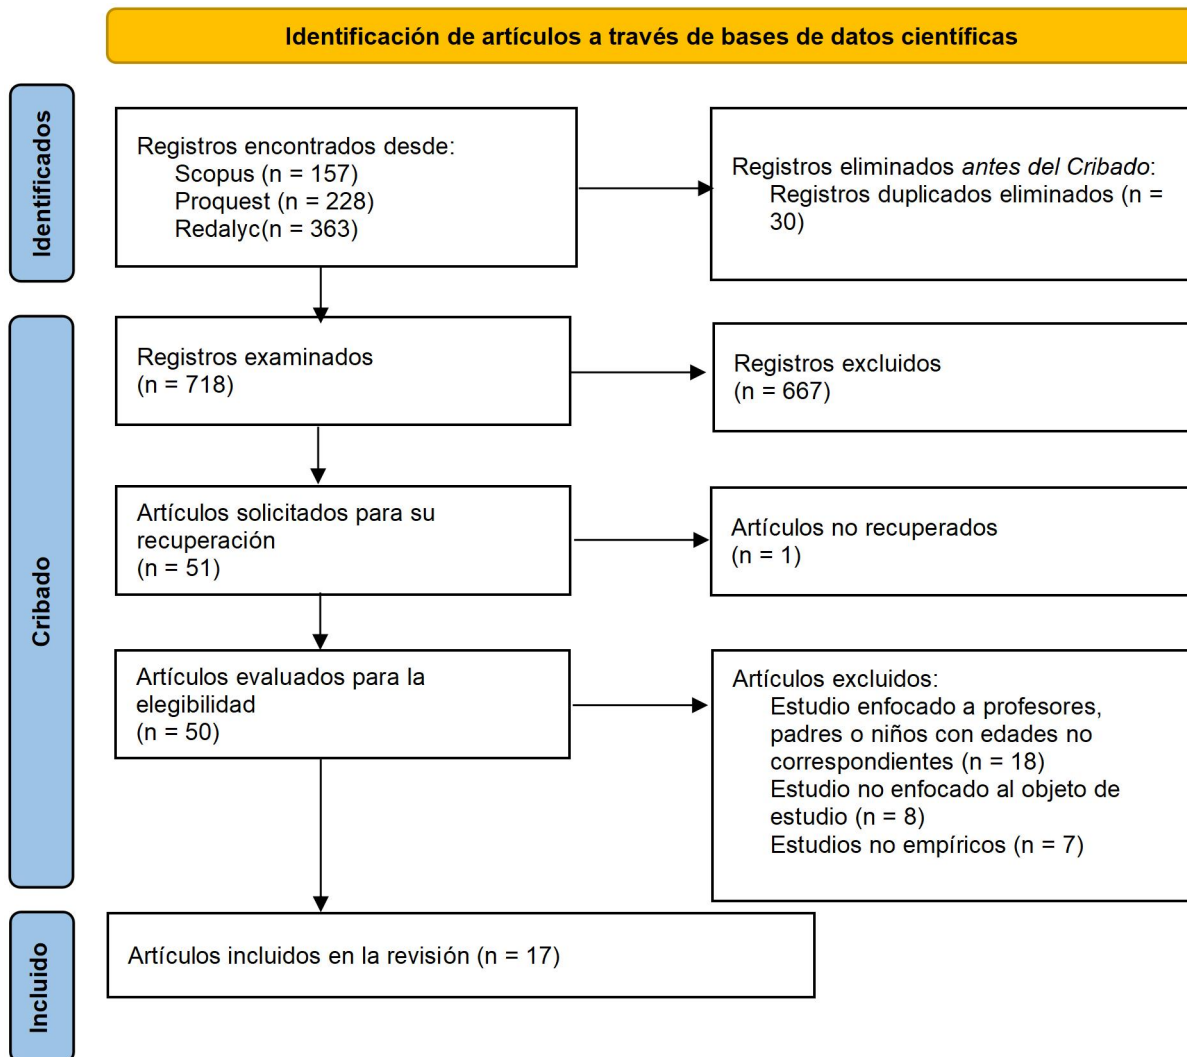 Identificación de artículos a través de bases de datos científicas
Identificados
Registros encontrados desde:
Scopus (n = 157)
Proquest (n = 228)
Redalyc(n = 363)
Registros eliminados antes del Cribado:
Registros duplicados eliminados (n =
30)
Cribado
Registros examinados
(n = 718)
Registros excluidos
(n = 667)
Artículos solicitados para su
recuperación
(n = 51)
Artículos no recuperados
(n = 1)
Artículos evaluados para la
elegibilidad
(n = 50)
Artículos excluidos:
Estudio enfocado a profesores,
padres o niños con edades no
correspondientes (n = 18)
Estudio no enfocado al objeto de
estudio (n = 8)
Estudios no empíricos (n = 7)
Incluido
Artículos incluidos en la revisión (n = 17)